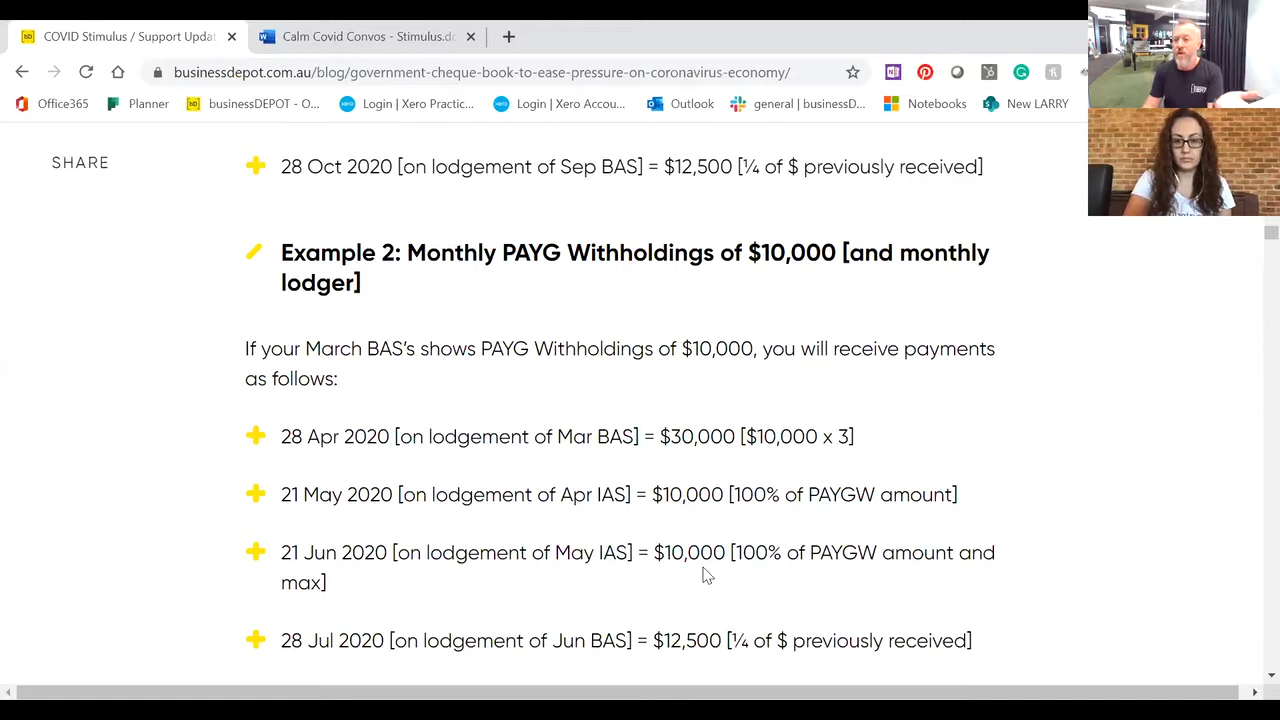 COVID Stimulus / Support Updat
Calm Covid Convos - Stimulus.do
businessdepot.com.au/blog/government-cheque-book-to-ease-pressure-on-coronavirus-economy/
Office365
Planner
businessDEPOT - O...
Login | Xero Practic...
Login | Xero Accou...
Outlook
general | businessD...
Notebooks
New LARRY
SHARE
28 Oct 2020 [on lodgement of Sep BAS] = $12,500 [¼ of $ previously received]
Example 2: Monthly PAYG Withholdings of $10,000 [and monthly
lodger]
If your March BAS’s shows PAYG Withholdings of $10,000, you will receive payments
as follows:
28 Apr 2020 [on lodgement of Mar BAS] = $30,000 [$10,000 x 3]
21 May 2020 [on lodgement of Apr IAS] = $10,000 [100% of PAYGW amount]
21 Jun 2020 [on lodgement of May IAS] = $10,000 [100% of PAYGW amount and
max]
28 Jul 2020 [on lodgement of Jun BAS] = $12,500 [¼ of $ previously received]